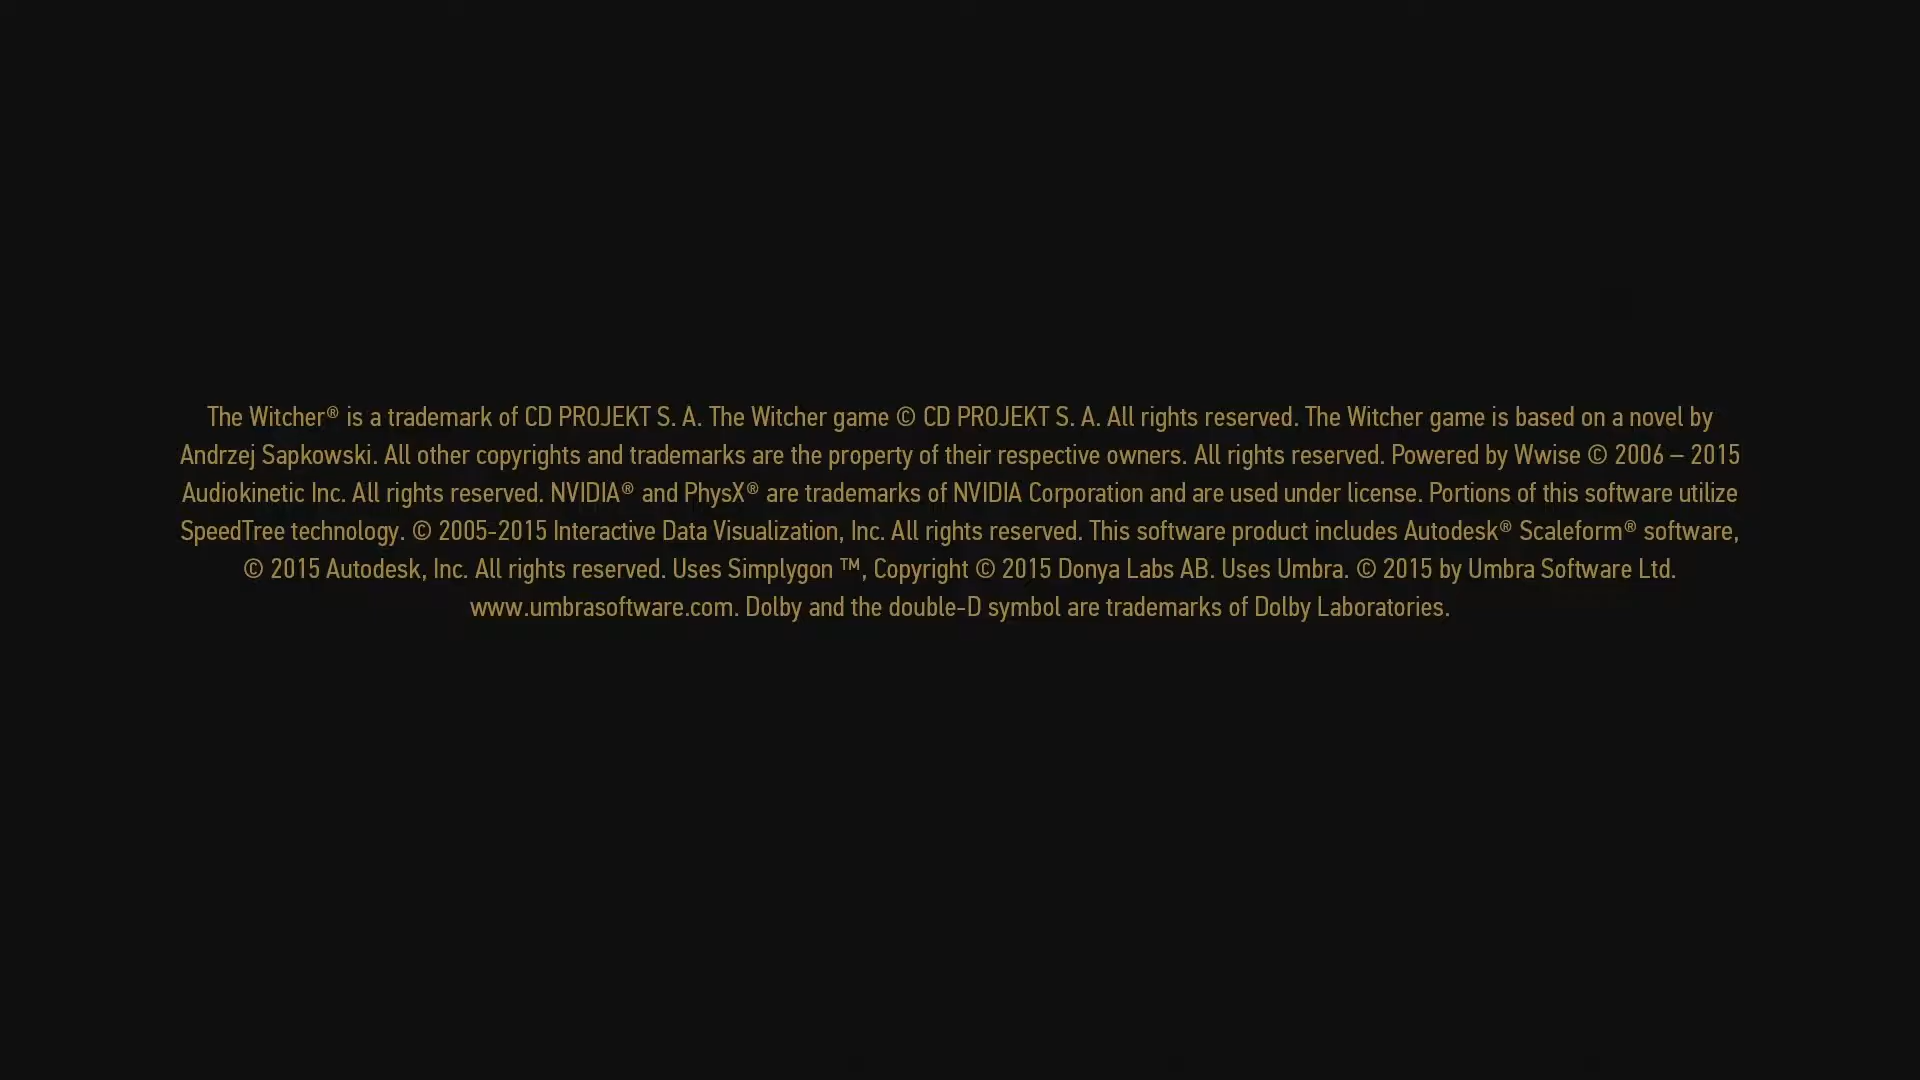 The Witcher® is a trademark of CD PROJEKT S. A. The Witcher game © CD PROJEKT S. A. All rights reserved. The Witcher game is based on a novel by
Andrzej Sapkowski. All other copyrights and trademarks are the property of their respective owners. All rights reserved. Powered by Wwise © 2006 – 2015
Audiokinetic Inc. All rights reserved. NVIDIA® and PhysX® are trademarks of NVIDIA Corporation and are used under license. Portions of this software utilize
SpeedTree technology. © 2005-2015 Interactive Data Visualization, Inc. All rights reserved. This software product includes Autodesk® Scaleform® software,
© 2015 Autodesk, Inc. All rights reserved. Uses Simplygon ™, Copyright © 2015 Donya Labs AB. Uses Umbra. © 2015 by Umbra Software Ltd.
www.umbrasoftware.com. Dolby and the double-D symbol are trademarks of Dolby Laboratories.